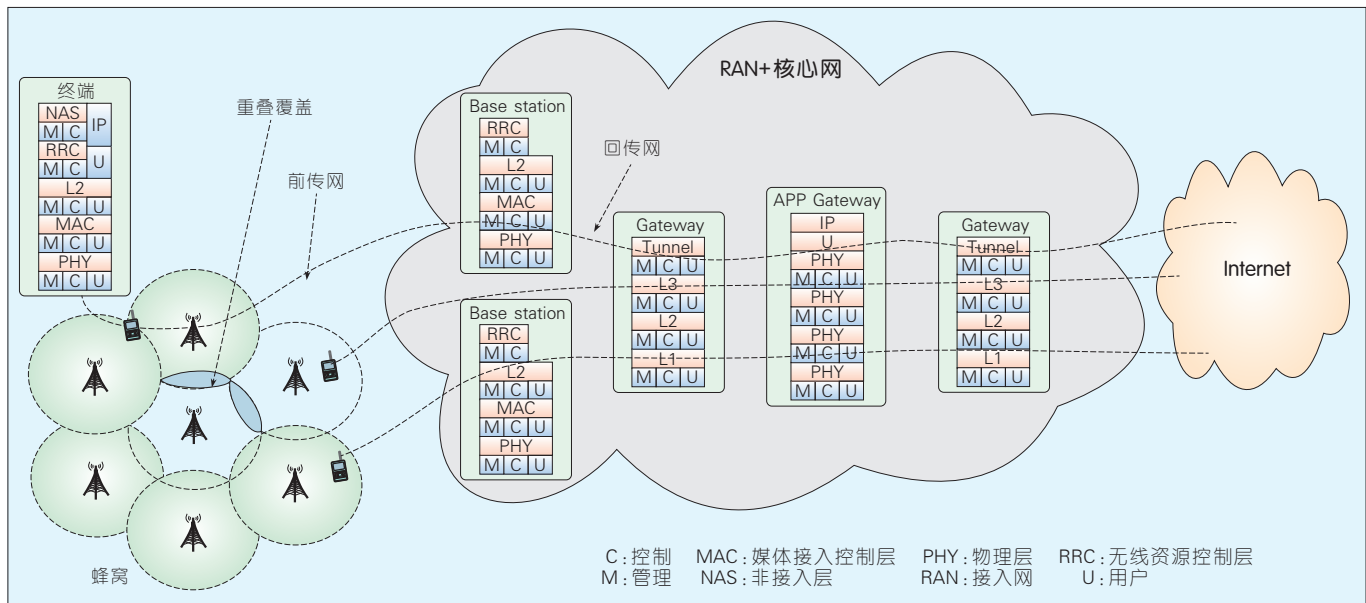 RAN+核心网
终端
NAS
M C
IP
RRC
M C
U
L2
M C U
MAC
M C U
PHY
M C U
重叠覆盖
前传网
蜂窝
Base station
RRC
M C
L2
M C U
MAC
M C U
PHY
M C U
Base station
RRC
M C
L2
M C U
MAC
M C U
PHY
M C U
回传网
Gateway
Tunnel
M C U
L3
M C U
L2
M C U
L1
M C U
APP Gateway
IP
U
PHY
M C U
PHY
M C U
PHY
M C U
PHY
M C U
Gateway
Tunnel
M C U
L3
M C U
L2
M C U
L1
M C U
Internet
C:控制 MAC:媒体接入控制层 PHY:物理层 RRC:无线资源控制层
M:管理 NAS:非接入层 RAN:接入网 U:用户